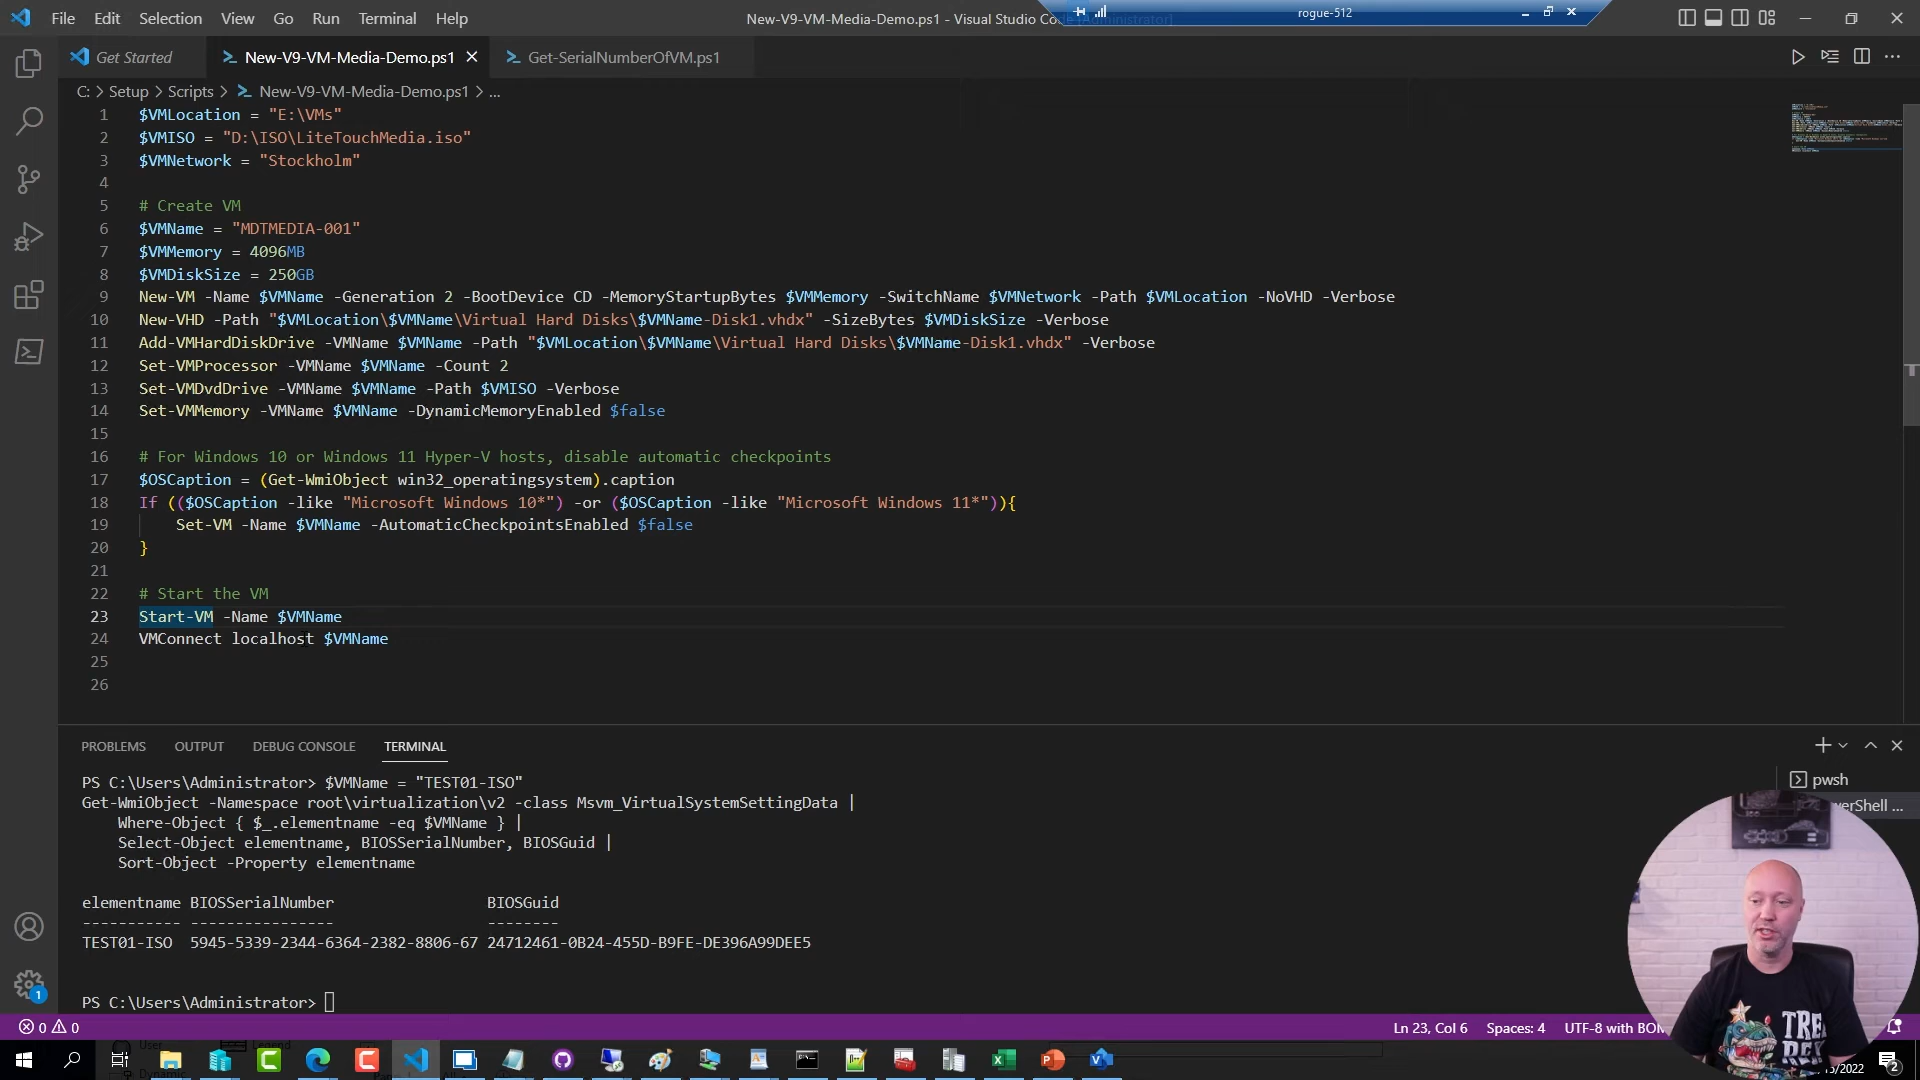 File Edit Selection View Go Run Terminal Help
New-V9-VM-Media-Demo.ps1 - Visual Studio Co
rogue-512
Get Started
New-V9-VM-Media-Demo.ps1
Get-SerialNumberOfVM.ps1
C: > Setup > Scripts > New-V9-VM-Media-Demo.ps1 > ...
1 $VMLocation = "E:\VMs"
2 $VMISO = "D:\ISO\LiteTouchMedia.iso"
3 $VMNetwork = "Stockholm"
4
5 # Create VM
6 $VMName = "MDTMEDIA-001"
7 $VMMemory = 4096MB
8 $VMDiskSize = 250GB
9 New-VM -Name $VMName -Generation 2 -BootDevice CD -MemoryStartupBytes $VMMemory -SwitchName $VMNetwork -Path $VMLocation -NoVHD -Verbose
10 New-VHD -Path "$VMLocation\$VMName\Virtual Hard Disks\$VMName-Disk1.vhdx" -SizeBytes $VMDiskSize -Verbose
11 Add-VMHardDiskDrive -VMName $VMName -Path "$VMLocation\$VMName\Virtual Hard Disks\$VMName-Disk1.vhdx" -Verbose
12 Set-VMProcessor -VMName $VMName -Count 2
13 Set-VMDvdDrive -VMName $VMName -Path $VMISO -Verbose
14 Set-VMMemory -VMName $VMName -DynamicMemoryEnabled $false
15
16 # For Windows 10 or Windows 11 Hyper-V hosts, disable automatic checkpoints
17 $OSCaption = (Get-WmiObject win32_operatingsystem).caption
18 If (($OSCaption -like "Microsoft Windows 10*") -or ($OSCaption -like "Microsoft Windows 11*")){
19 Set-VM -Name $VMName -AutomaticCheckpointsEnabled $false
20 }
21
22 # Start the VM
23 Start-VM -Name $VMName
24 VMConnect localhost $VMName
25
26
PROBLEMS OUTPUT DEBUG CONSOLE TERMINAL
PS C:\Users\Administrator> $VMName = "TEST01-ISO"
Get-WmiObject -Namespace root\virtualization\v2 -class Msvm_VirtualSystemSettingData |
Where-Object { $_.elementname -eq $VMName } |
Select-Object elementname, BIOSSerialNumber, BIOSGuid |
Sort-Object -Property elementname
elementname BIOSSerialNumber BIOSGuid
----------- ---------------- --------
TEST01-ISO 5945-5339-2344-6364-2382-8806-67 24712461-0B24-455D-B9FE-DE396A99DEE5
PS C:\Users\Administrator>
pwsh
erShell ...
1
0 0
Ln 23, Col 6 Spaces: 4 UTF-8 with BOM
TRE
REX
/2022
2